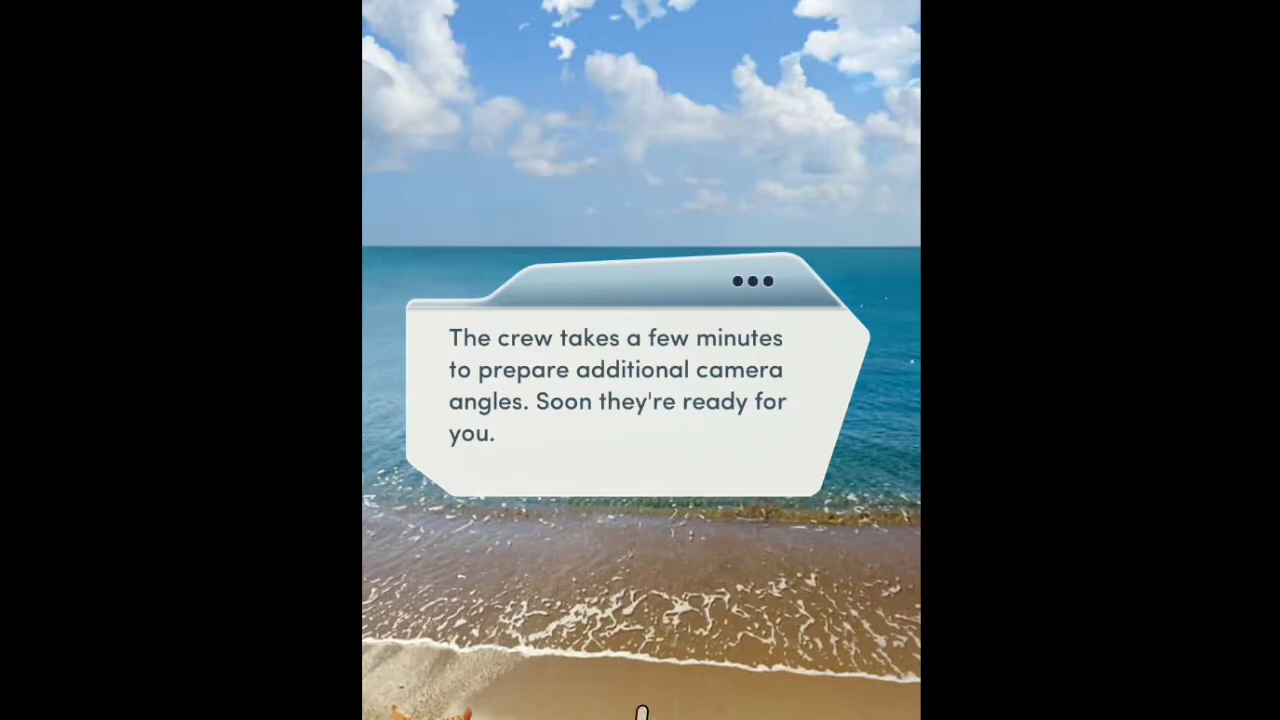 The crew takes a few minutes
to prepare additional camera
angles. Soon they're ready for
you.